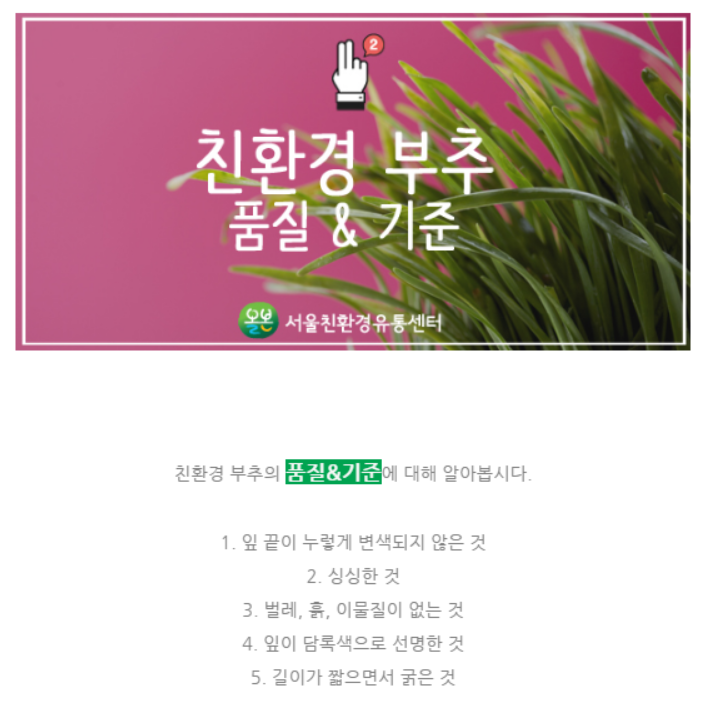 2
친환경 부추
품질 & 기준
올본 서울친환경유통센터
친환경 부추의 품질&기준에 대해 알아봅시다.
1. 잎 끝이 누렇게 변색되지 않은 것
2. 싱싱한 것
3. 벌레, 흙, 이물질이 없는 것
4. 잎이 담록색으로 선명한 것
5. 길이가 짧으면서 굵은 것